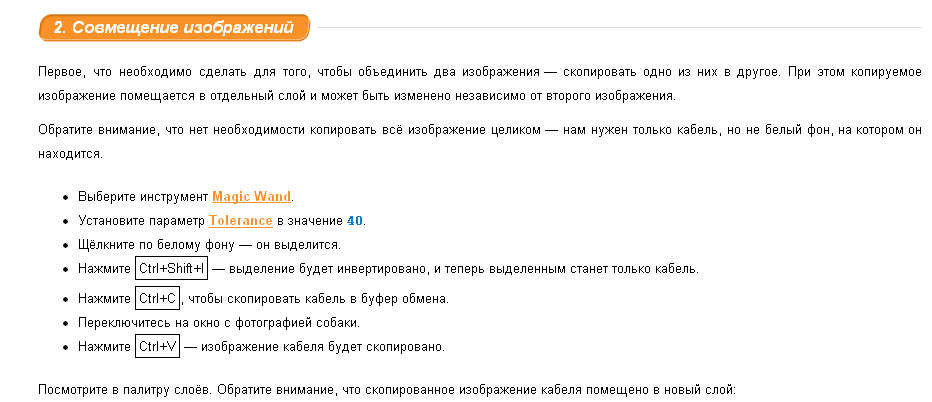 2. Совмещение изображений
Первое, что необходимо сделать для того, чтобы объединить два изображения — скопировать одно из них в другое. При этом копируемое
изображение помещается в отдельный слой и может быть изменено независимо от второго изображения.
Обратите внимание, что нет необходимости копировать всё изображение целиком — нам нужен только кабель, но не белый фон, на котором он
находится.
Выберите инструмент Magic Wand.
Установите параметр Tolerance в значение 40.
Щёлкните по белому фону — он выделится.
Нажмите Ctrl+Shift+I — выделение будет инвертировано, и теперь выделенным станет только кабель.
Нажмите Ctrl+C, чтобы скопировать кабель в буфер обмена.
Переключитесь на окно с фотографией собаки.
Нажмите Ctrl+V — изображение кабеля будет скопировано.
Посмотрите в палитру слоёв. Обратите внимание, что скопированное изображение кабеля помещено в новый слой: